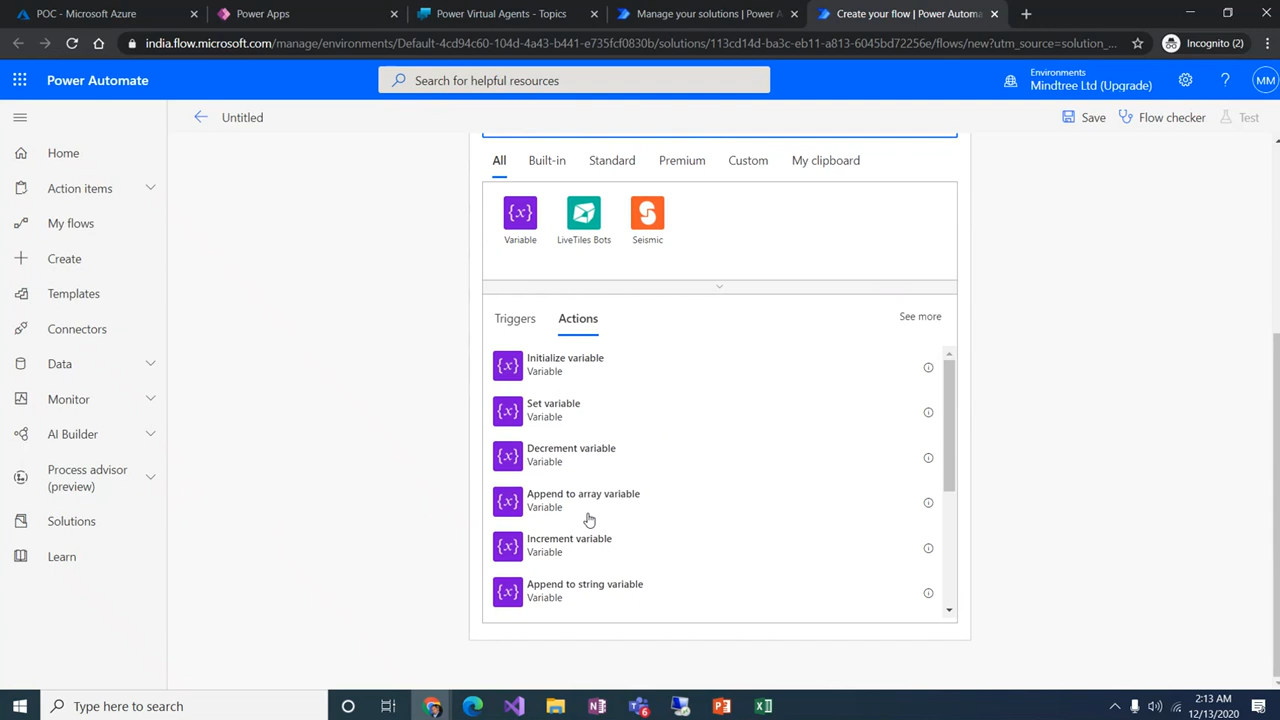 POC - Microsoft Azure
Power Apps
Power Virtual Agents - Topics
Manage your solutions | Power A
Create your flow | Power Automa
india.flow.microsoft.com/manage/environments/Default-4cd99c60-104d-4a43-b441-e735fcf0830b/solutions/113cd14d-ba3c-eb11-a813-6045bd72256e/flows/new?utm_source=solution_...
Incognito (2)
Power Automate
Search for helpful resources
Environments
Mindtree Ltd (Upgrade)
MM
Untitled
Save
Flow checker
Test
Home
Action items
My flows
Create
Templates
Connectors
Data
Monitor
AI Builder
Process advisor
(preview)
Solutions
Learn
All
Built-in
Standard
Premium
Custom
My clipboard
{x}
Variable
LiveTiles Bots
Seismic
Triggers
Actions
See more
{x}
Initialize variable
Variable
{x}
Set variable
Variable
{x}
Decrement variable
Variable
{x}
Append to array variable
Variable
{x}
Increment variable
Variable
{x}
Append to string variable
Variable
Type here to search
2:13 AM
12/13/2020